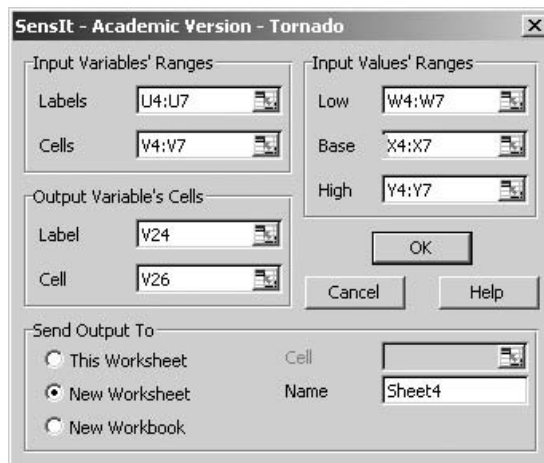 SensIt - Academic Version - Tornado
Input Variables' Ranges
Labels U4:U7
Cells V4:V7
Input Values' Ranges
Low W4:W7
Base X4:X7
High Y4:Y7
Output Variable's Cells
Label V24
Cell V26
OK
Cancel Help
Send Output To
This Worksheet Cell
New Worksheet Name Sheet4
New Workbook